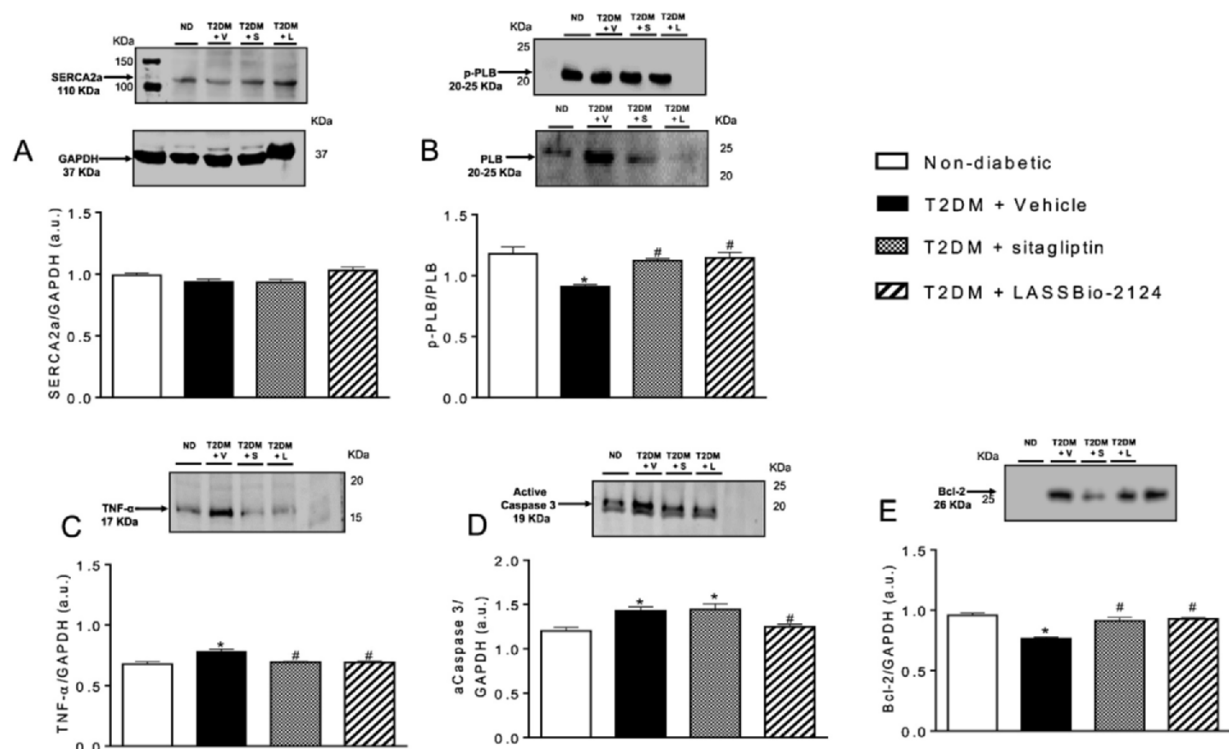 ND T2DM + V T2DM + S T2DM + L
KDa
150
SERCA2a
110 KDa
100
KDa
GAPDH
37 KDa
37
A
SERCA2a/GAPDH (a.u.)
1.5
1.0
0.5
0.0
ND T2DM + V T2DM + S T2DM + L
KDa
25
p-PLB
20-25 KDa
20
ND T2DM + V T2DM + S T2DM + L
KDa
PLB
20-25 KDa
25
20
B
p-PLB/PLB
1.5
1.0
0.5
0.0
*
#
#
Non-diabetic
T2DM + Vehicle
T2DM + sitagliptin
T2DM + LASSBio-2124
ND T2DM + V T2DM + S T2DM + L
KDa
20
TNF-α
17 KDa
15
C
TNF-α/GAPDH (a.u.)
1.5
1.0
0.5
0.0
*
#
#
ND T2DM + V T2DM + S T2DM + L
KDa
25
Active
Caspase 3
19 KDa
20
D
aCaspase 3/
GAPDH (a.u.)
2.0
1.5
1.0
0.5
0.0
*
*
#
ND T2DM + V T2DM + S T2DM + L
KDa
Bcl-2
26 KDa
25
E
Bcl-2/GAPDH (a.u.)
1.5
1.0
0.5
0.0
*
#
#